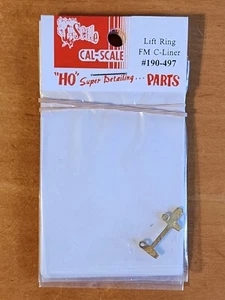 CAL-SCALE
Lift Ring
FM C-Liner
#190-497
"HO" Super Detailing... PARTS